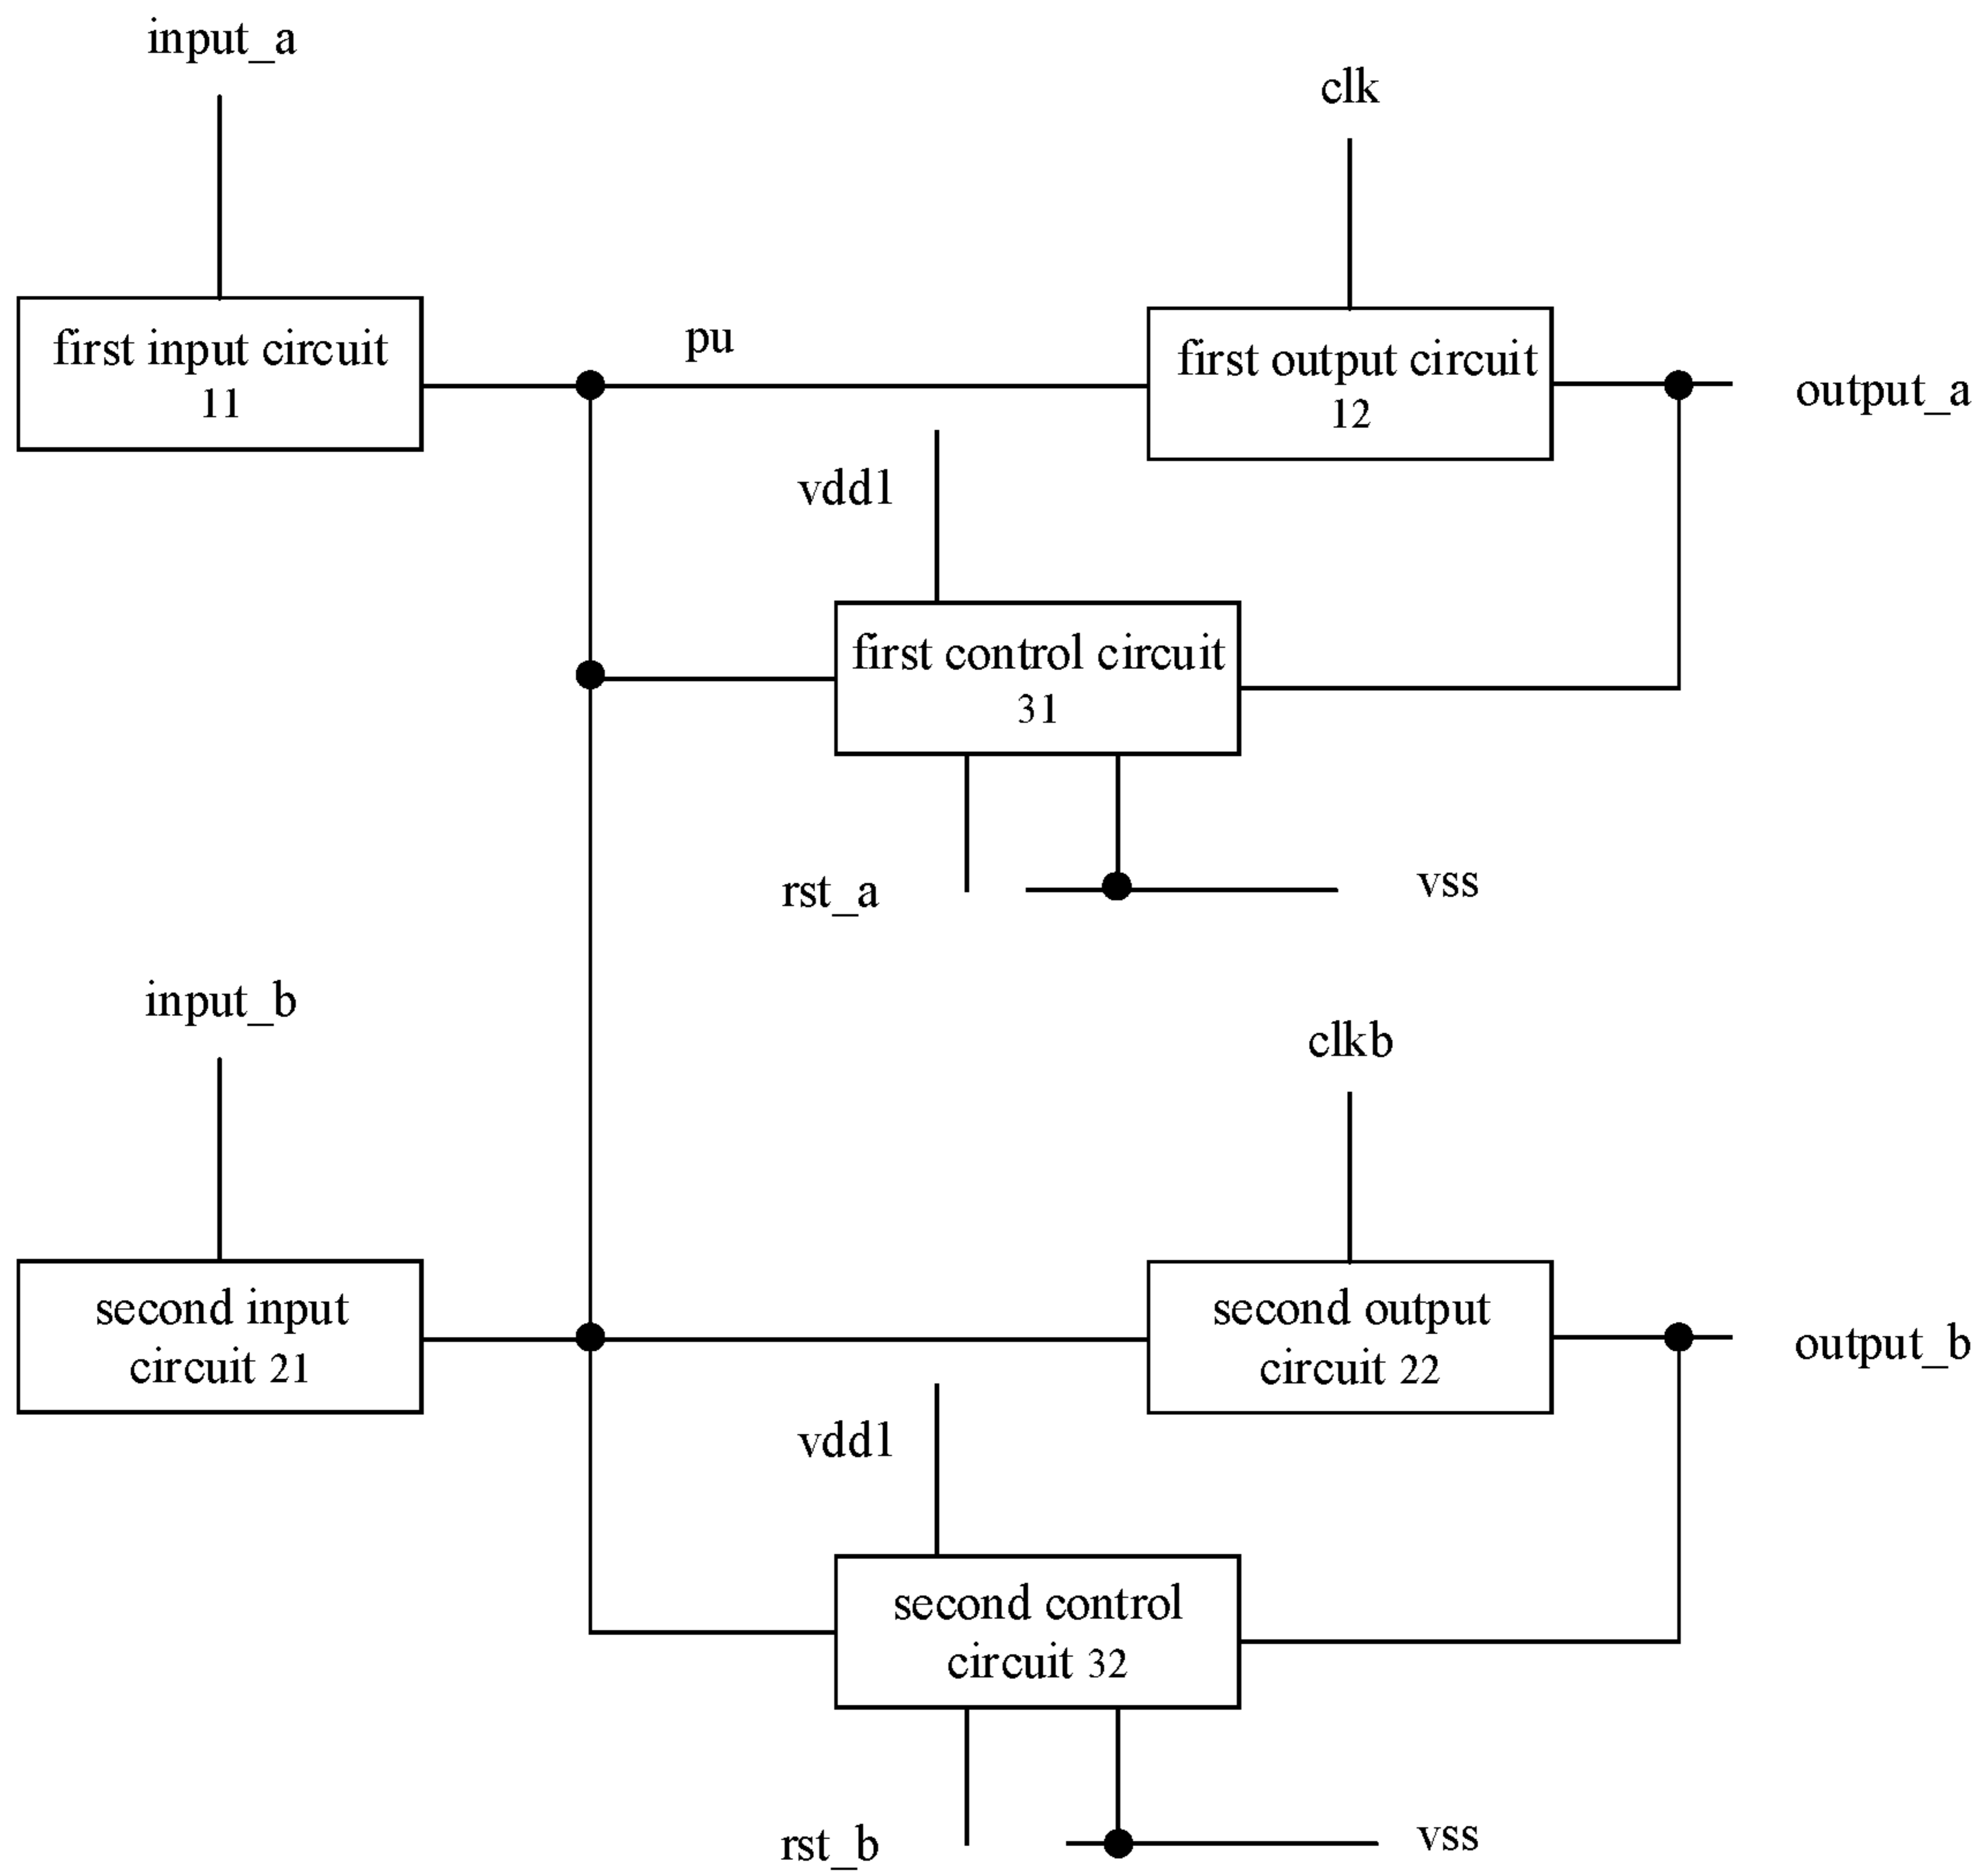 input_a
clk
first input circuit
11
pu
first output circuit
12
output_a
vdd1
first control circuit
31
rst_a
vss
input_b
clkb
second input
circuit 21
second output
circuit 22
output_b
vdd1
second control
circuit 32
rst_b
vss